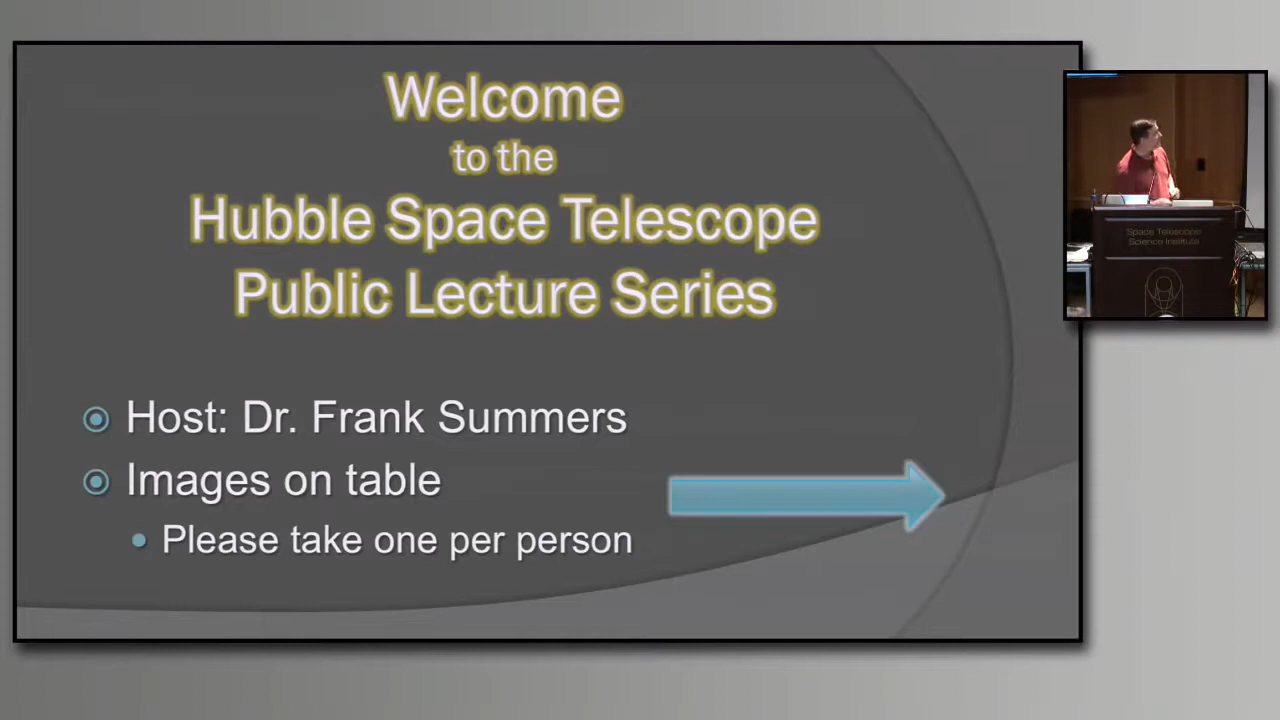 Welcome
to the
Hubble Space Telescope
Public Lecture Series
Host: Dr. Frank Summers
Images on table
Please take one per person
Space Telescope
Science Institute